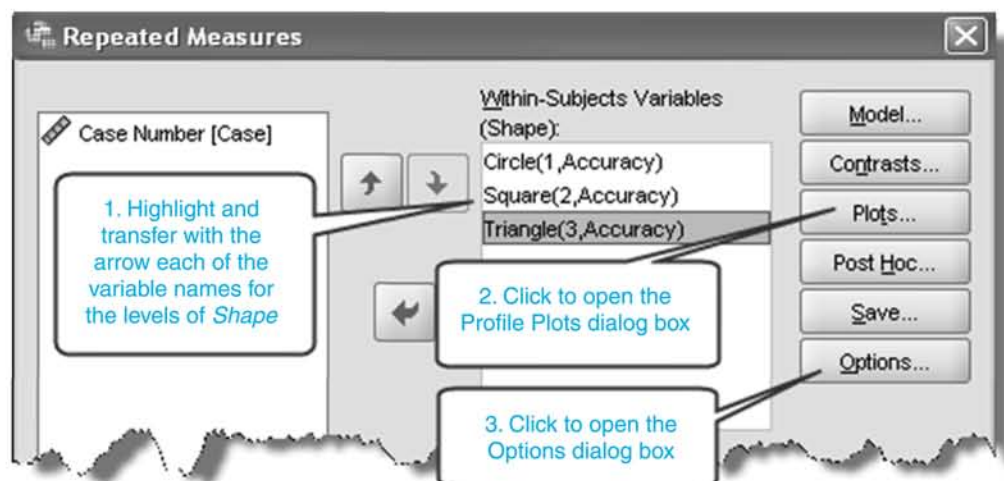 Repeated Measures
Case Number [Case]
1. Highlight and
transfer with the
arrow each of the
variable names for
the levels of Shape
Within-Subjects Variables
(Shape):
Circle(1,Accuracy)
Square(2,Accuracy)
Triangle(3,Accuracy)
2. Click to open the
Profile Plots dialog box
3. Click to open the
Options dialog box
Model...
Contrasts...
Plots...
Post Hoc...
Save...
Options...